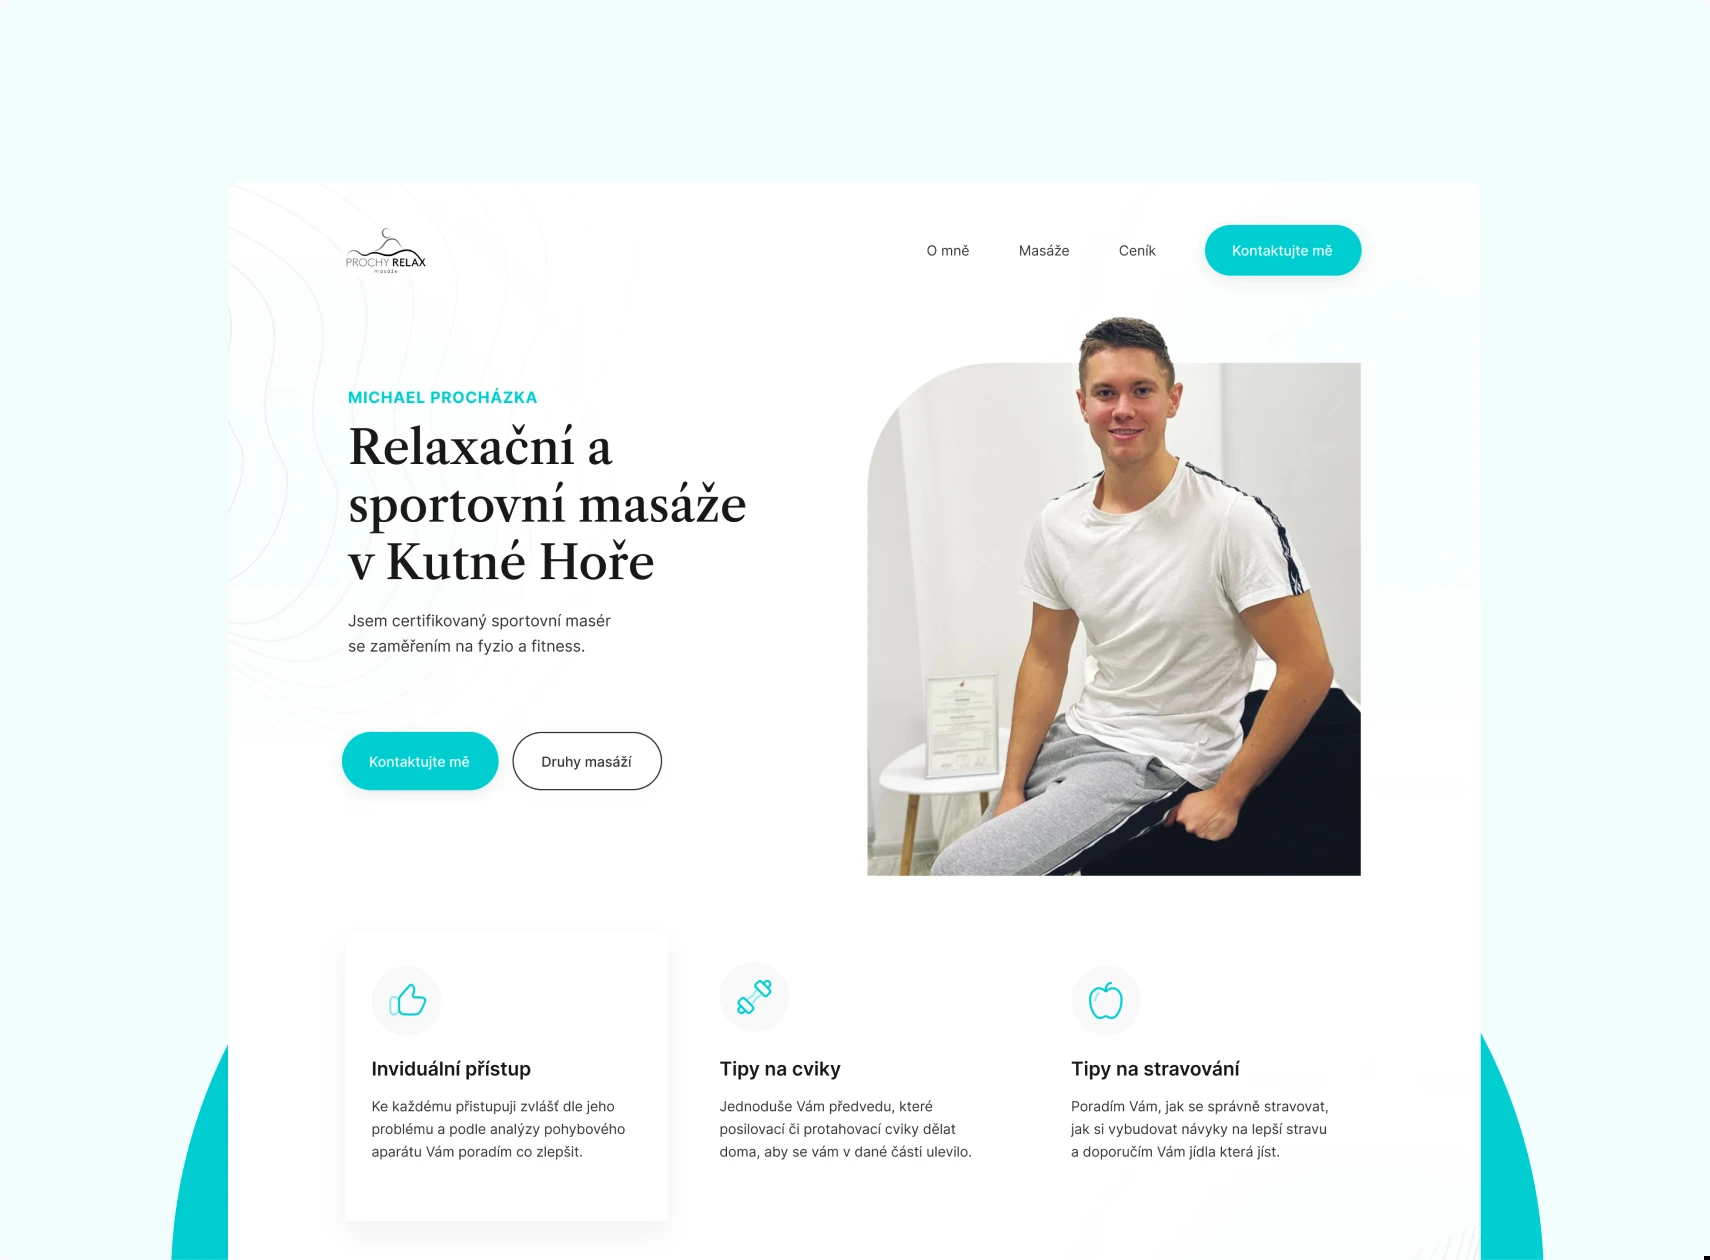 PROCHY RELAX
masáže
O mně
Masáže
Ceník
Kontaktujte mě
MICHAEL PROCHÁZKA
Relaxační a
sportovní masáže
v Kutné Hoře
Jsem certifikovaný sportovní masér
se zaměřením na fyzio a fitness.
Kontaktujte mě
Druhy masáží
Inviduální přístup
Ke každému přistupuji zvlášť dle jeho
problému a podle analýzy pohybového
aparátu Vám poradím co zlepšit.
Tipy na cviky
Jednoduše Vám předvedu, které
posilovací či protahovací cviky dělat
doma, aby se vám v dané části ulevilo.
Tipy na stravování
Poradím Vám, jak se správně stravovat,
jak si vybudovat návyky na lepší stravu
a doporučím Vám jídla která jíst.